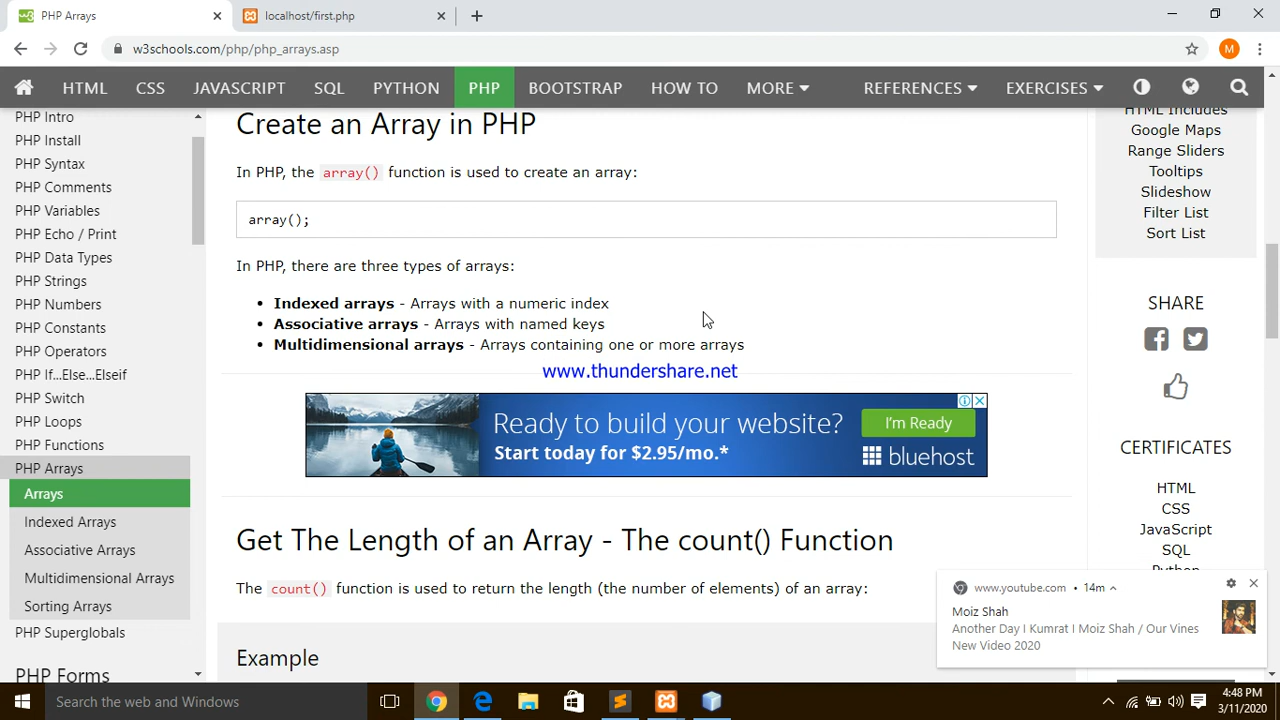 PHP Arrays
localhost/first.php
w3schools.com/php/php_arrays.asp
M
HTML CSS JAVASCRIPT SQL PYTHON PHP BOOTSTRAP HOW TO MORE REFERENCES EXERCISES
PHP Intro
PHP Install
PHP Syntax
PHP Comments
PHP Variables
PHP Echo / Print
PHP Data Types
PHP Strings
PHP Numbers
PHP Constants
PHP Operators
PHP If...Else...Elseif
PHP Switch
PHP Loops
PHP Functions
PHP Arrays
Arrays
Indexed Arrays
Associative Arrays
Multidimensional Arrays
Sorting Arrays
PHP Superglobals
PHP Forms
Create an Array in PHP
In PHP, the array() function is used to create an array:
array();
In PHP, there are three types of arrays:
• Indexed arrays - Arrays with a numeric index
• Associative arrays - Arrays with named keys
• Multidimensional arrays - Arrays containing one or more arrays
www.thundershare.net
Ready to build your website?
Start today for $2.95/mo.*
I'm Ready
bluehost
Get The Length of an Array - The count() Function
The count() function is used to return the length (the number of elements) of an array:
Example
HTML Includes
Google Maps
Range Sliders
Tooltips
Slideshow
Filter List
Sort List
SHARE
CERTIFICATES
HTML
CSS
JavaScript
SQL
Python
www.youtube.com • 14m
Moiz Shah
Another Day I Kumrat I Moiz Shah / Our Vines
New Video 2020
Search the web and Windows
4:48 PM
3/11/2020